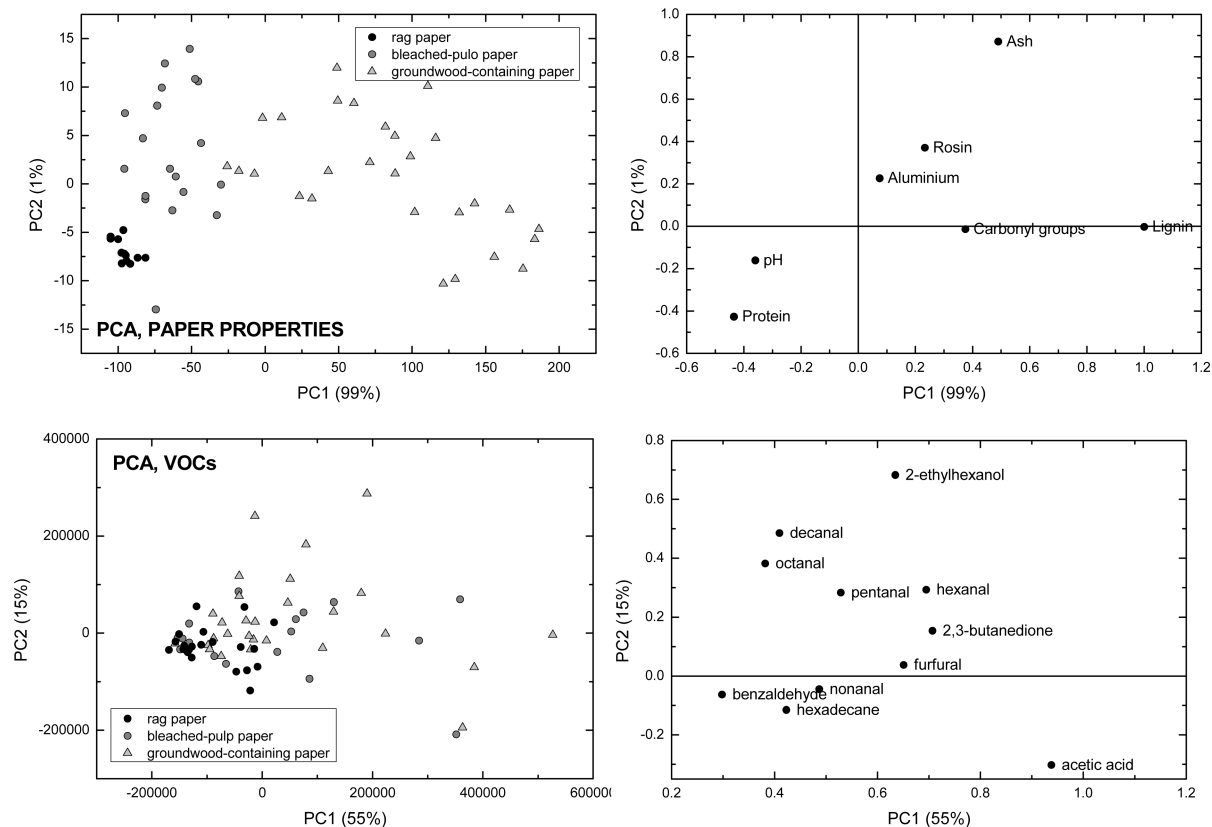 15
10
5
0
-5
-10
-15
PC2 (1%)
rag paper
bleached-pulo paper
groundwood-containing paper
PCA, PAPER PROPERTIES
-100 -50 0 50 100 150 200
PC1 (99%)
1.0
0.8
0.6
0.4
0.2
0.0
-0.2
-0.4
-0.6
PC2 (1%)
Ash
Rosin
Aluminium
Carbonyl groups
Lignin
pH
Protein
-0.6 -0.4 -0.2 0.0 0.2 0.4 0.6 0.8 1.0 1.2
PC1 (99%)
400000
200000
0
-200000
PC2 (15%)
PCA, VOCs
rag paper
bleached-pulp paper
groundwood-containing paper
-200000 0 200000 400000 600000
PC1 (55%)
0.8
0.6
0.4
0.2
0.0
-0.2
PC2 (15%)
2-ethylhexanol
decanal
octanal
pentanal
hexanal
2,3-butanedione
furfural
nonanal
benzaldehyde
hexadecane
acetic acid
0.2 0.4 0.6 0.8 1.0 1.2
PC1 (55%)